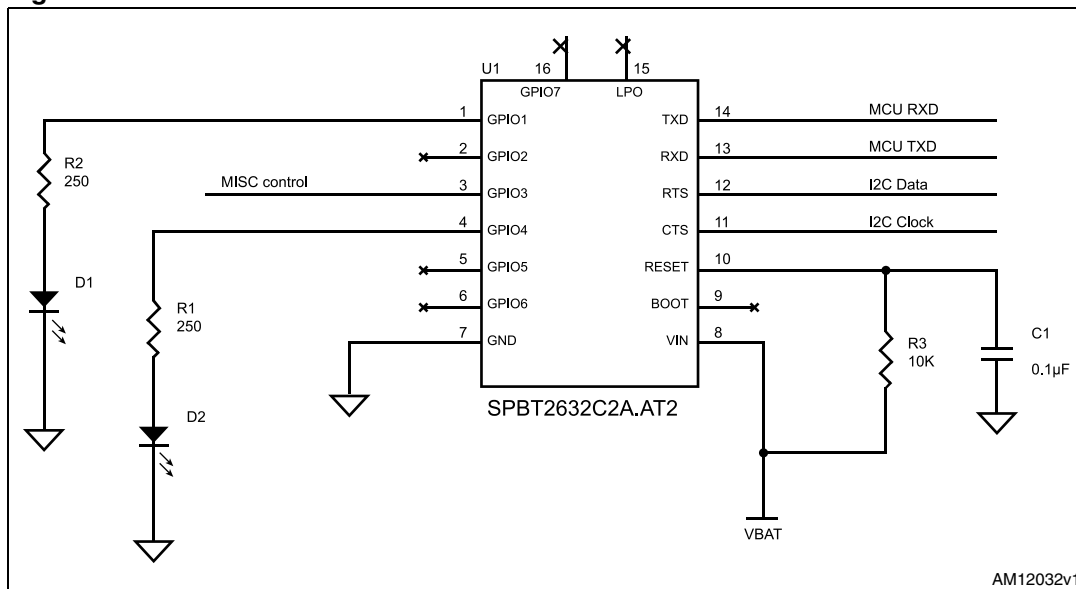 U1
16
15
GPIO7
LPO
1
GPIO1
TXD
14
MCU RXD
2
GPIO2
RXD
13
MCU TXD
MISC control
3
GPIO3
RTS
12
I2C Data
4
GPIO4
CTS
11
I2C Clock
5
GPIO5
RESET
10
6
GPIO6
BOOT
9
7
GND
VIN
8
R2
250
D1
R1
250
D2
R3
10K
C1
0.1µF
SPBT2632C2A.AT2
VBAT
AM12032v1